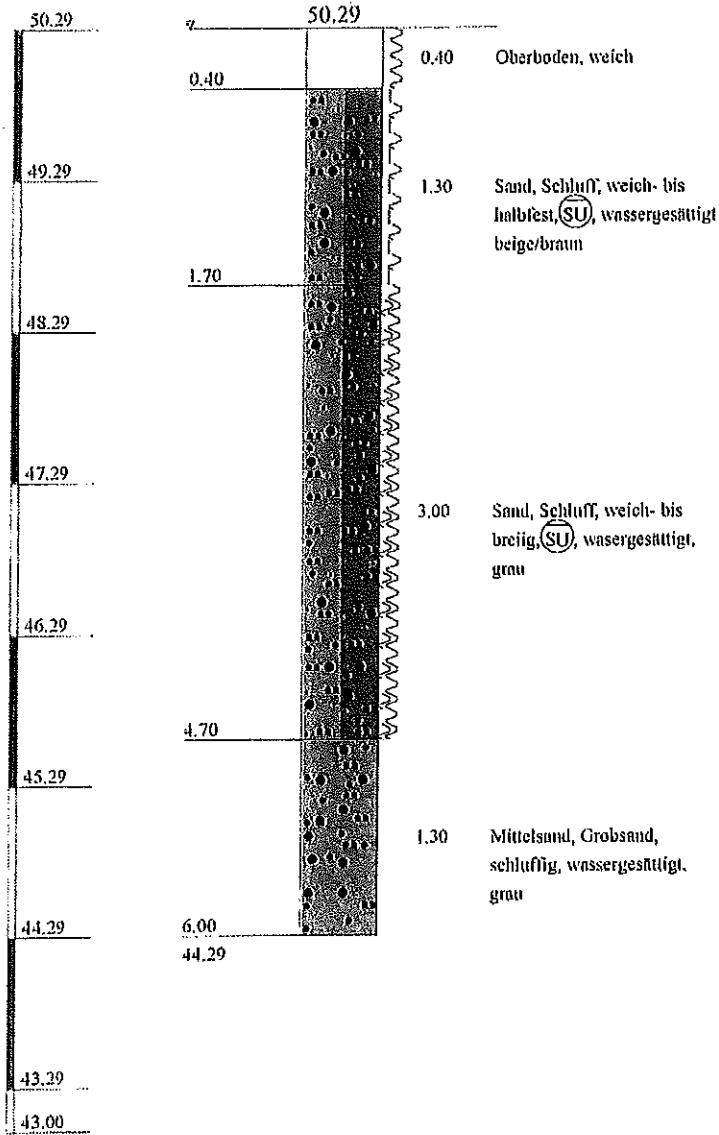 50,29
50,29
0,40
Oberboden, weich
0,40
49,29
1,30
Sand, Schluff, weich- bis
halbfest, SU, wassergesättigt
beige/braun
1,70
48,29
47,29
3,00
Sand, Schluff, weich- bis
breiig, SU, wasergesättigt,
grau
46,29
4,70
45,29
1,30
Mittelsand, Grobsand,
schluffig, wassergesättigt,
grau
6,00
44,29
44,29
43,29
43,00